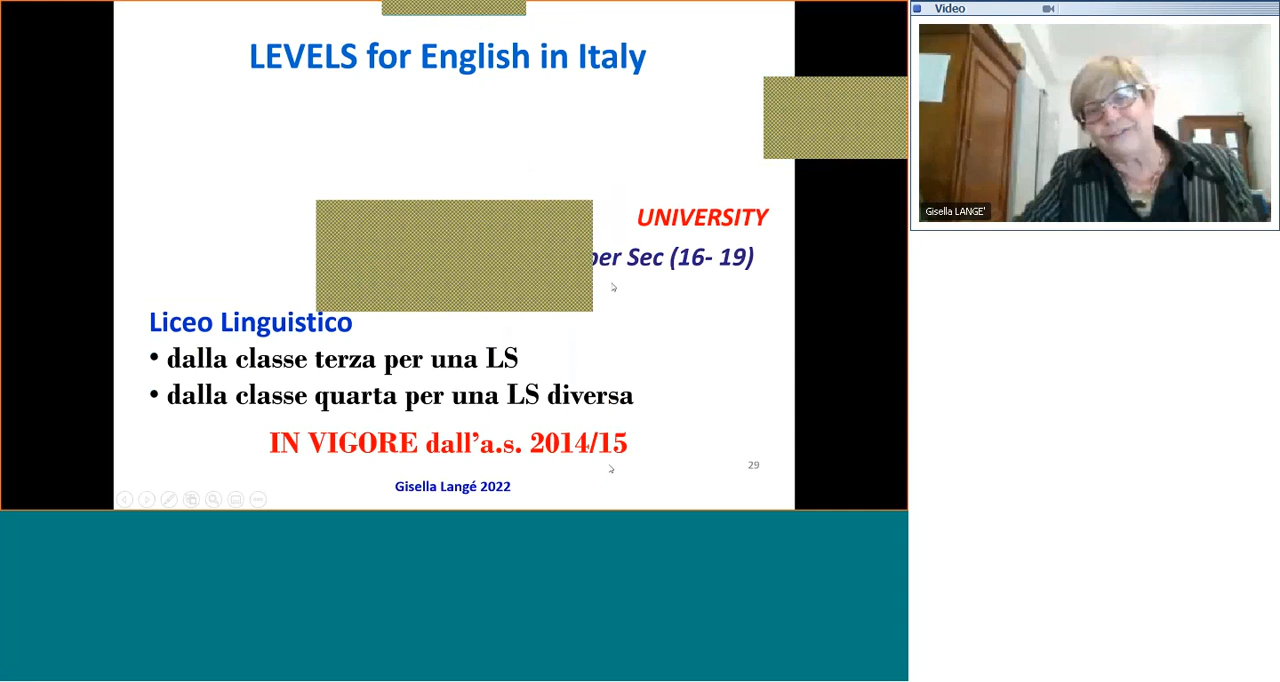 Video
LEVELS for English in Italy
Gisella LANGE'
UNIVERSITY
Sec (16- 19)
Liceo Linguistico
• dalla classe terza per una LS
• dalla classe quarta per una LS diversa
IN VIGORE dall’a.s. 2014/15
29
Gisella Langé 2022